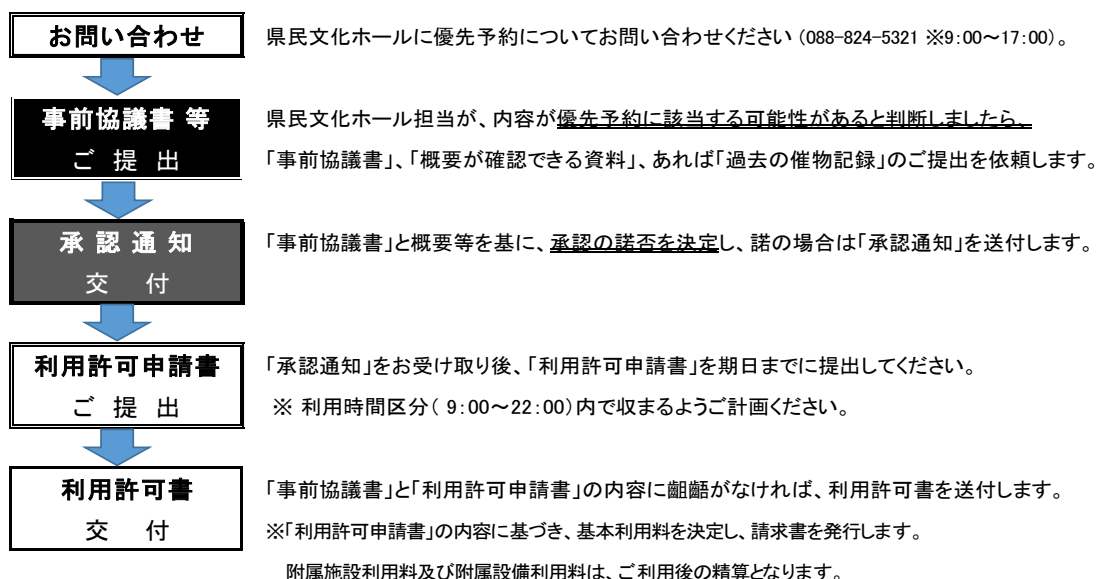 お問い合わせ
県民文化ホールに優先予約についてお問い合わせください (088-824-5321 ※9:00～17:00)。
事前協議書 等
ご 提 出
県民文化ホール担当が、内容が優先予約に該当する可能性があると判断しましたら、
「事前協議書」、「概要が確認できる資料」、あれば「過去の催物記録」のご提出を依頼します。
承 認 通 知
交 付
「事前協議書」と概要等を基に、承認の諾否を決定し、諾の場合は「承認通知」を送付します。
利用許可申請書
ご 提 出
「承認通知」をお受け取り後、「利用許可申請書」を期日までに提出してください。
※ 利用時間区分( 9:00～22:00)内で収まるようご計画ください。
利用許可書
交 付
「事前協議書」と「利用許可申請書」の内容に齟齬がなければ、利用許可書を送付します。
※「利用許可申請書」の内容に基づき、基本利用料を決定し、請求書を発行します。
附属施設利用料及び附属設備利用料は、ご利用後の精算となります。